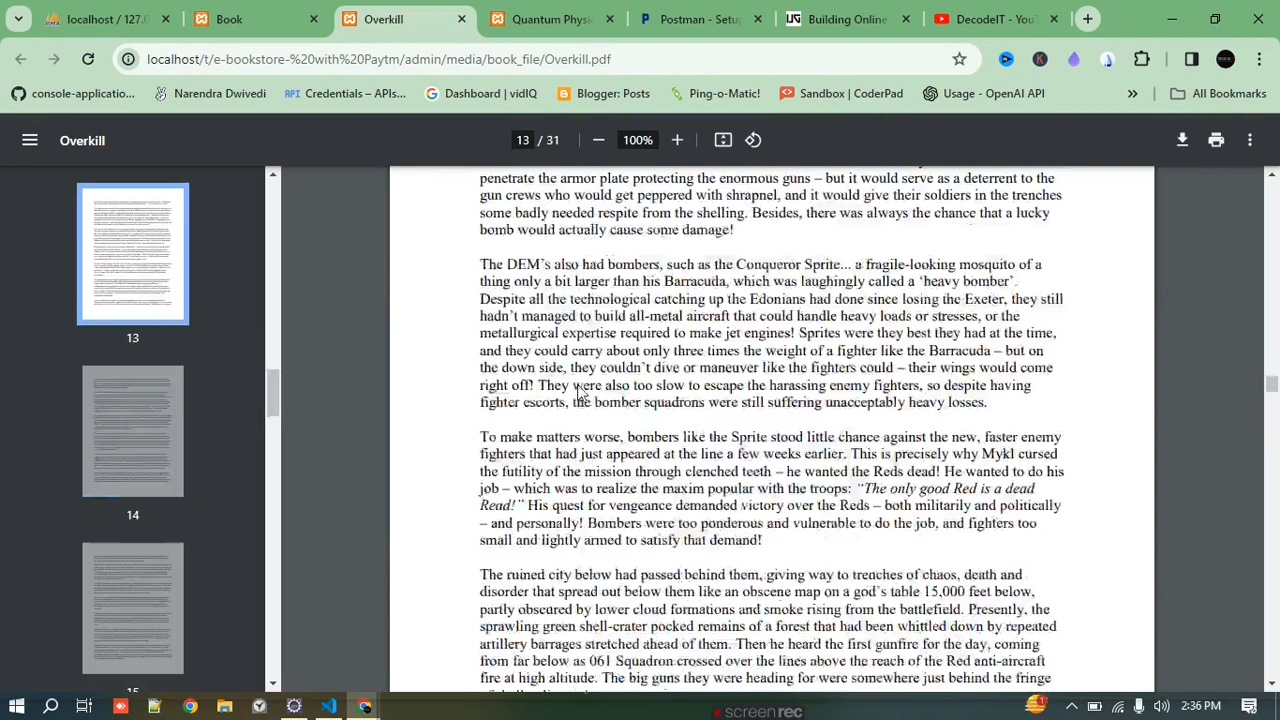 localhost / 127.0
Book
Overkill
Quantum Physi
Postman - Setu
Building Online
DecodeIT - You
localhost/t/e-bookstore-%20with%20Paytm/admin/media/book_file/Overkill.pdf
console-applicatio...
Narendra Dwivedi
API Credentials – APIs...
Dashboard | vidIQ
Blogger: Posts
Ping-o-Matic!
Sandbox | CoderPad
Usage - OpenAI API
All Bookmarks
Overkill
13 / 31
100%
penetrate the armor plate protecting the enormous guns – but it would serve as a deterrent to the
gun crews who would get peppered with shrapnel, and it would give their soldiers in the trenches
some badly needed respite from the shelling. Besides, there was always the chance that a lucky
bomb would actually cause some damage!
The DEM's also had bombers, such as the Conqueror Sprite... a fragile-looking mosquito of a
thing only a bit larger than his Barracuda, which was laughingly called a 'heavy bomber'.
Despite all the technological catching up the Edonians had done since losing the Exeter, they still
hadn't managed to build all-metal aircraft that could handle heavy loads or stresses, or the
metallurgical expertise required to make jet engines! Sprites were they best they had at the time,
and they could carry about only three times the weight of a fighter like the Barracuda – but on
the down side, they couldn't dive or maneuver like the fighters could – their wings would come
right off! They were also too slow to escape the harassing enemy fighters, so despite having
fighter escorts, the bomber squadrons were still suffering unacceptably heavy losses.
To make matters worse, bombers like the Sprite stood little chance against the new, faster enemy
fighters that had just appeared at the line a few weeks earlier. This is precisely why Mykl cursed
the futility of the mission through clenched teeth – he wanted the Reds dead! He wanted to do his
job – which was to realize the maxim popular with the troops: "The only good Red is a dead
Read!" His quest for vengeance demanded victory over the Reds – both militarily and politically
– and personally! Bombers were too ponderous and vulnerable to do the job, and fighters too
small and lightly armed to satisfy that demand!
The ruined city below had passed behind them, giving way to trenches of chaos, death and
disorder that spread out below them like an obscene map on a god's table 15,000 feet below,
partly obscured by lower cloud formations and smoke rising from the battlefield. Presently, the
sprawling green shell-crater pocked remains of a forest that had been whittled down by repeated
artillery barrages stretched ahead of them. Then he heard the first gunfire for the day, coming
from far below as 061 Squadron crossed over the lines above the reach of the Red anti-aircraft
fire at high altitude. The big guns they were heading for were somewhere just behind the fringe
13
14
2:36 PM
screenrec